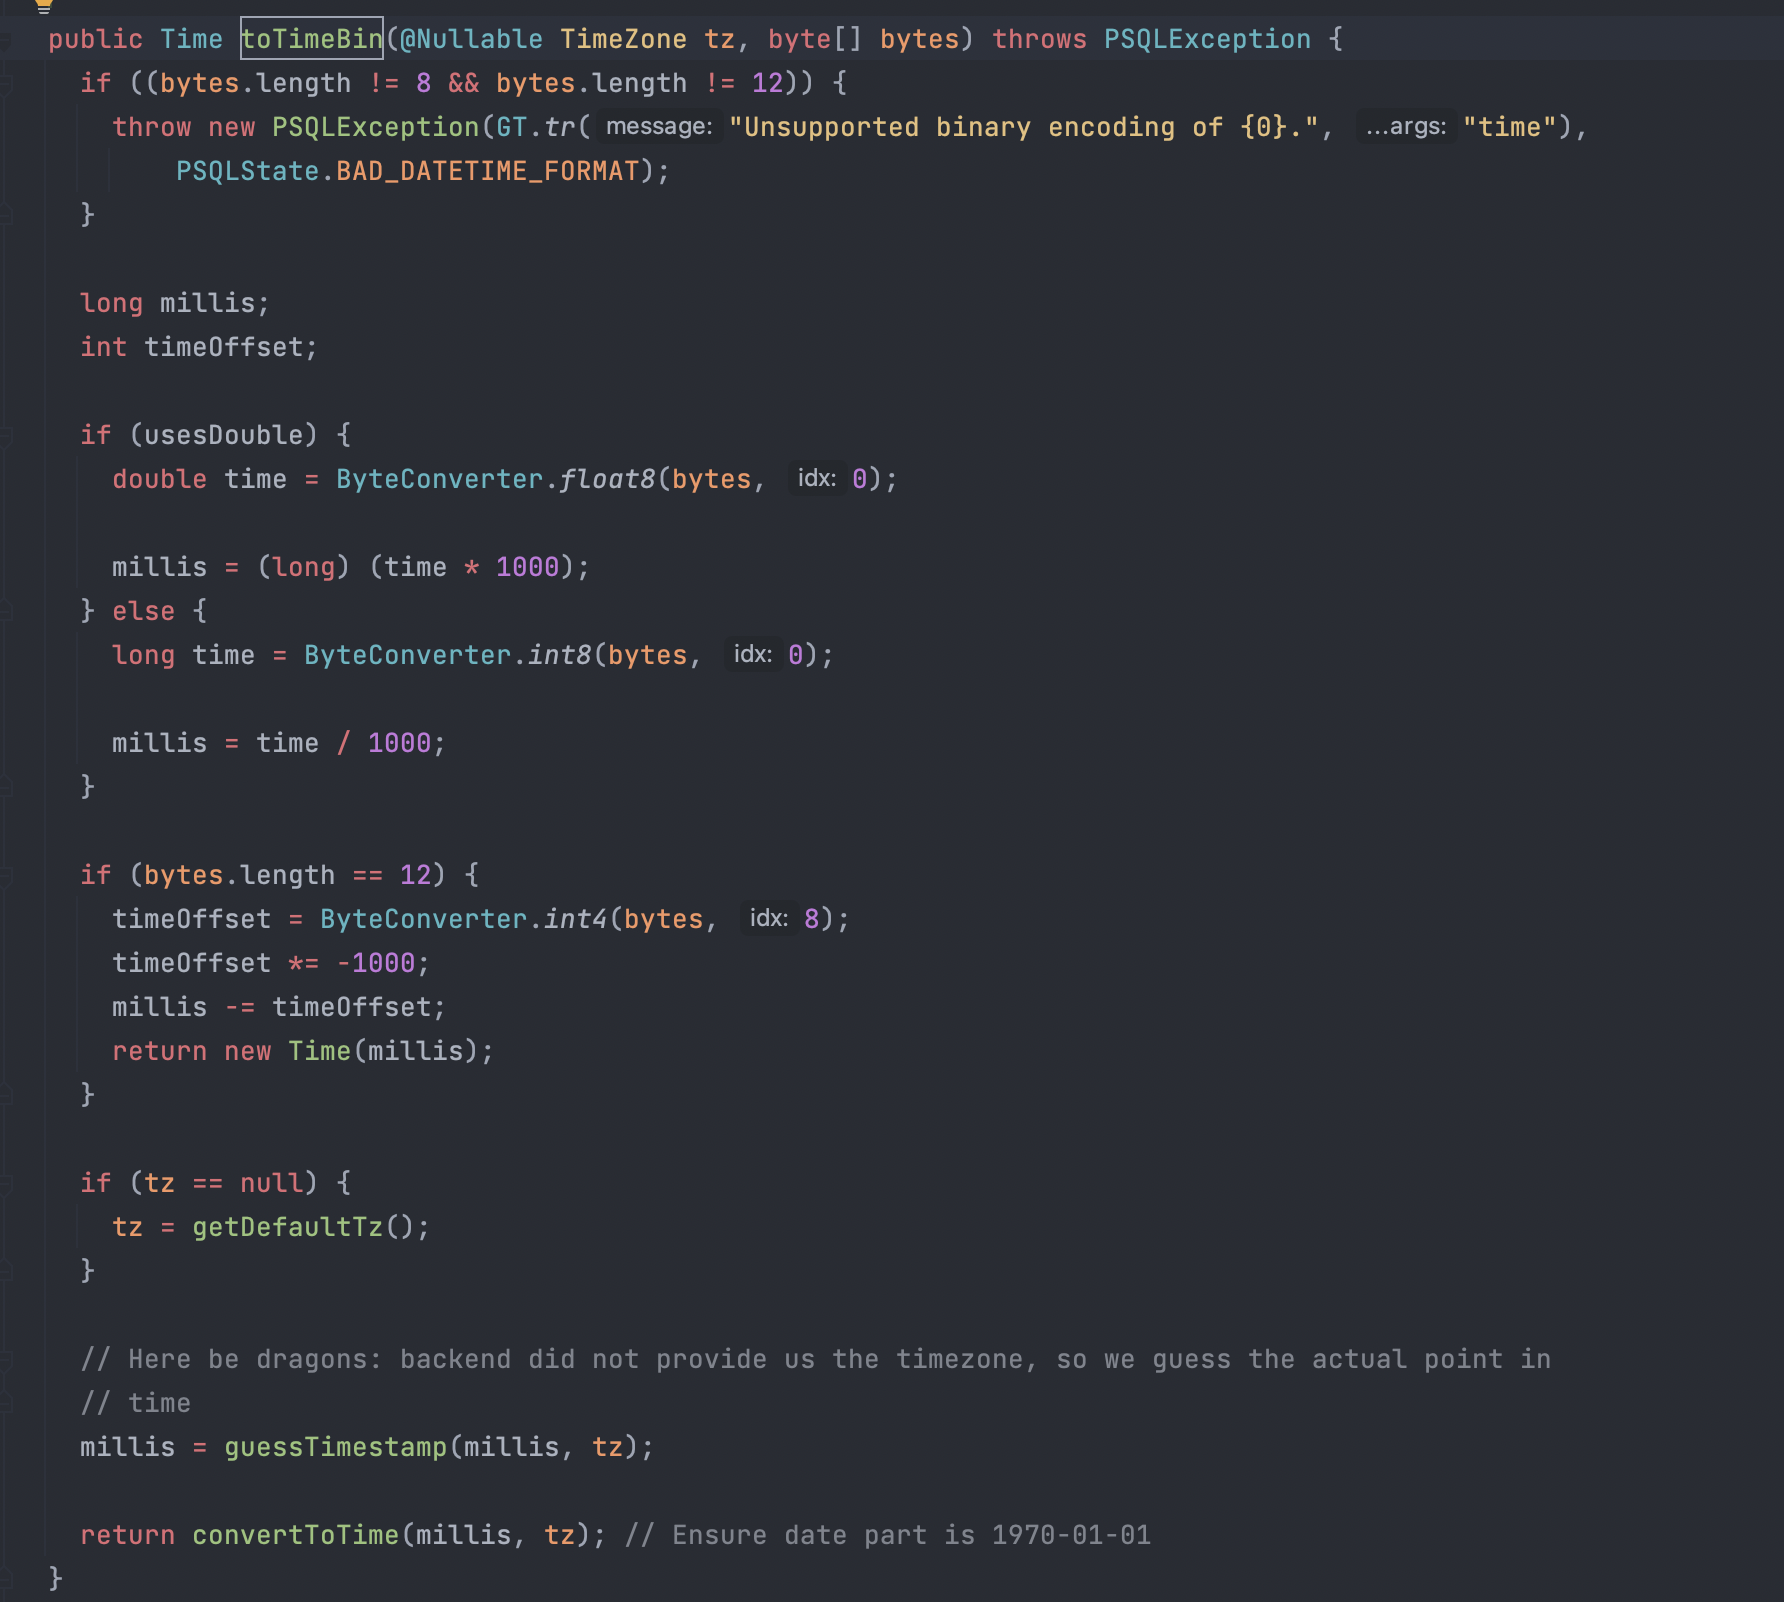 public Time toTimeBin(@Nullable TimeZone tz, byte[] bytes) throws PSQLException {
if ((bytes.length != 8 && bytes.length != 12)) {
throw new PSQLException(GT.tr( message: "Unsupported binary encoding of {0}.", ...args: "time"),
PSQLState.BAD_DATETIME_FORMAT);
}
long millis;
int timeOffset;
if (usesDouble) {
double time = ByteConverter.float8(bytes, idx: 0);
millis = (long) (time * 1000);
} else {
long time = ByteConverter.int8(bytes, idx: 0);
millis = time / 1000;
}
if (bytes.length == 12) {
timeOffset = ByteConverter.int4(bytes, idx: 8);
timeOffset *= -1000;
millis -= timeOffset;
return new Time(millis);
}
if (tz == null) {
tz = getDefaultTz();
}
// Here be dragons: backend did not provide us the timezone, so we guess the actual point in
// time
millis = guessTimestamp(millis, tz);
return convertToTime(millis, tz); // Ensure date part is 1970-01-01
}